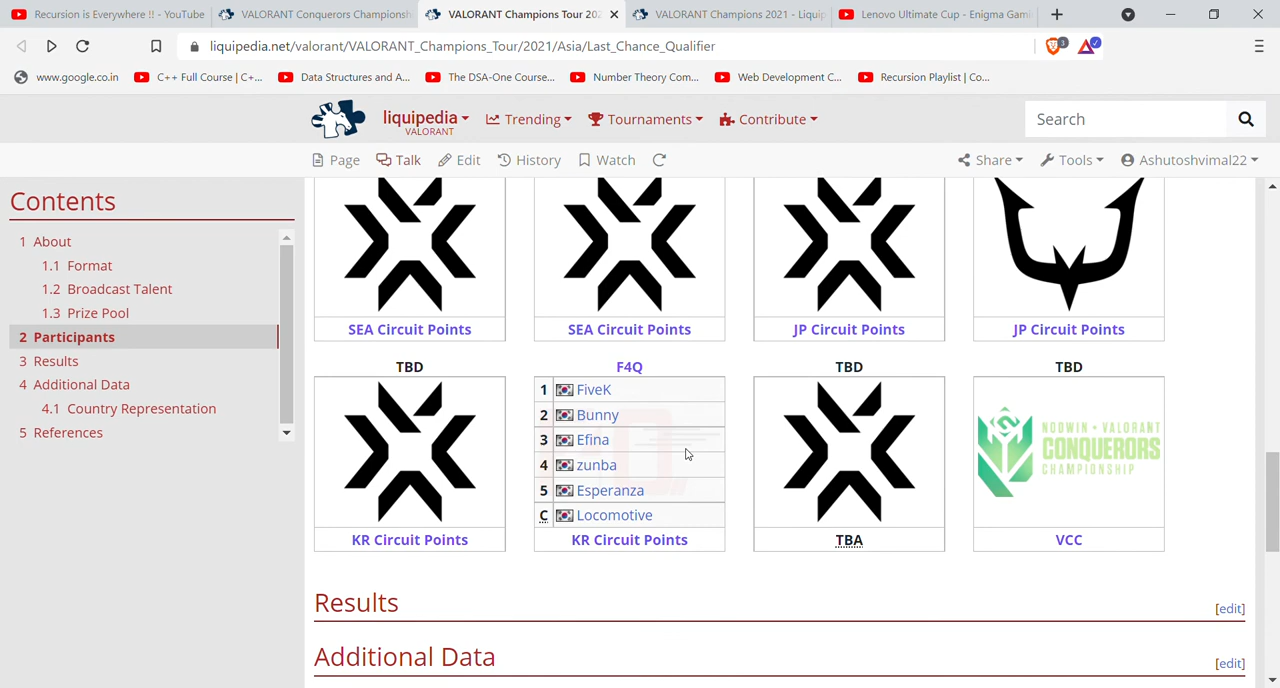 Recursion is Everywhere !! - YouTube
VALORANT Conquerors Championsh
VALORANT Champions Tour 202
VALORANT Champions 2021 - Liquip
Lenovo Ultimate Cup - Enigma Gami
liquipedia.net/valorant/VALORANT_Champions_Tour/2021/Asia/Last_Chance_Qualifier
3
www.google.co.in
C++ Full Course | C+...
Data Structures and A...
The DSA-One Course...
Number Theory Com...
Web Development C...
Recursion Playlist | Co...
liquipedia
VALORANT
Trending
Tournaments
Contribute
Search
Page
Talk
Edit
History
Watch
Share
Tools
Ashutoshvimal22
Contents
1 About
1.1 Format
1.2 Broadcast Talent
1.3 Prize Pool
2 Participants
3 Results
4 Additional Data
4.1 Country Representation
5 References
SEA Circuit Points
SEA Circuit Points
JP Circuit Points
JP Circuit Points
TBD
F4Q
TBD
TBD
1 FiveK
2 Bunny
3 Efina
4 zunba
5 Esperanza
C Locomotive
NODWIN • VALORANT
CONQUERORS
CHAMPIONSHIP
KR Circuit Points
KR Circuit Points
TBA
VCC
Results
[edit]
Additional Data
[edit]